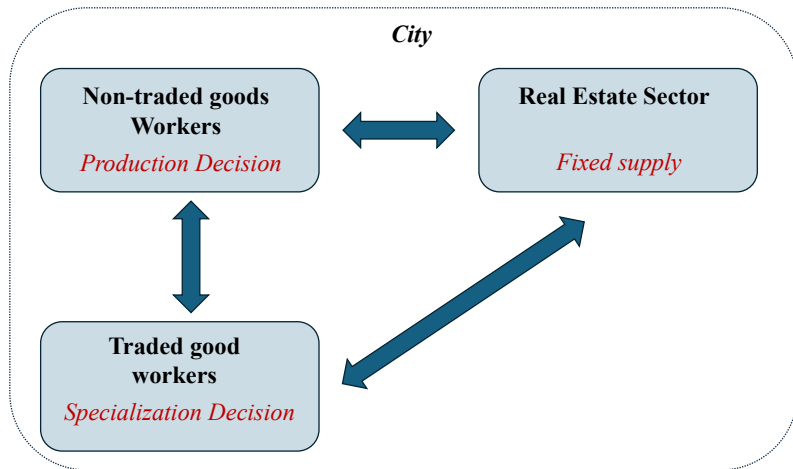 City
Non-traded goods
Workers
Production Decision
Real Estate Sector
Fixed supply
Traded good
workers
Specialization Decision